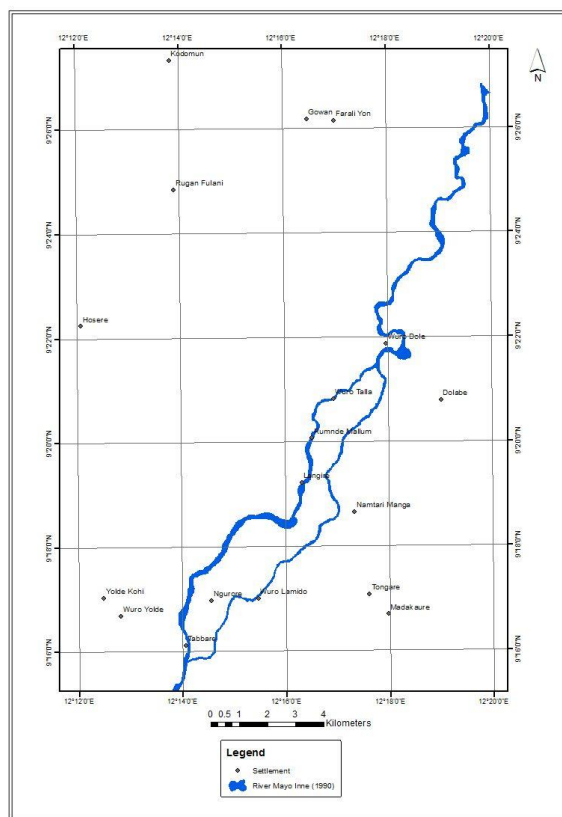 12°12'0"E 12°14'0"E 12°16'0"E 12°18'0"E 12°20'0"E
Kodomun
N
Gowan Farali Yon
9°26'0"N 9°26'0"N
Rugan Fulani
9°24'0"N 9°24'0"N
Hosere
9°22'0"N 9°22'0"N
Wuro Bole
Wuro Talla
Dolabe
Kumnde Mallum
9°20'0"N 9°20'0"N
Langire
Namtari Manga
9°18'0"N 9°18'0"N
Yolde Kohi Ngurore Wuro Lamido Tongare
Wuro Yolde Madakaure
Tabbare
9°16'0"N 9°16'0"N
12°12'0"E 12°14'0"E 12°16'0"E 12°18'0"E 12°20'0"E
0 0.5 1 2 3 4
Kilometers
Legend
Settlement
River Mayo Inne (1990)